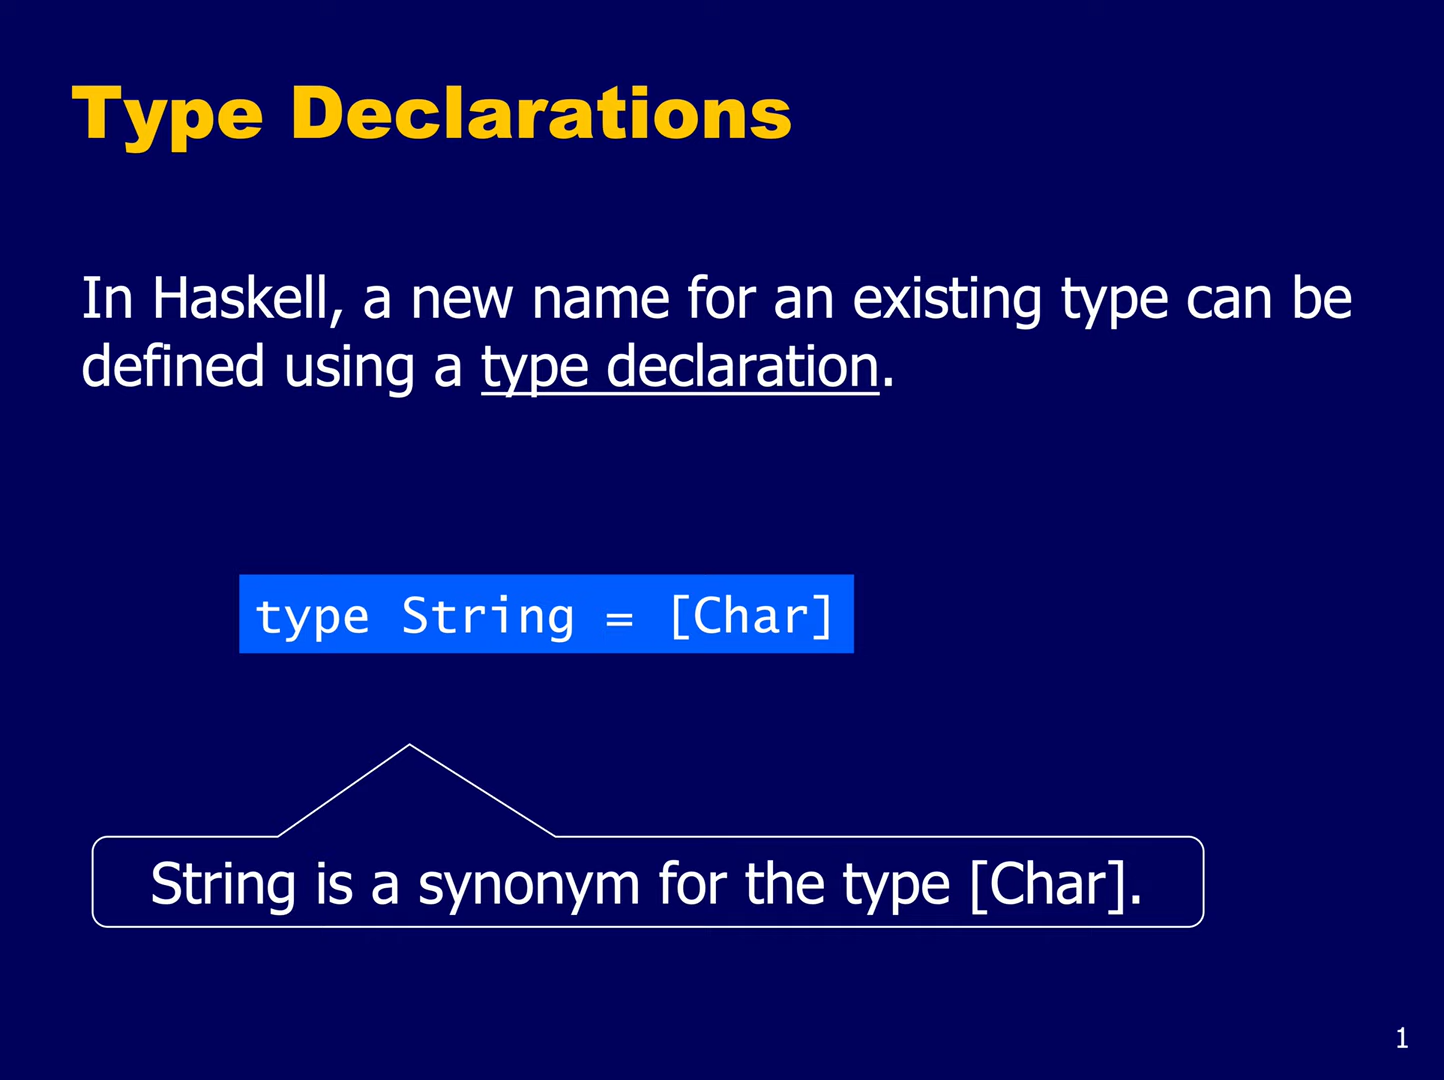 Type Declarations
In Haskell, a new name for an existing type can be
defined using a type declaration.
type String = [Char]
String is a synonym for the type [Char].
1